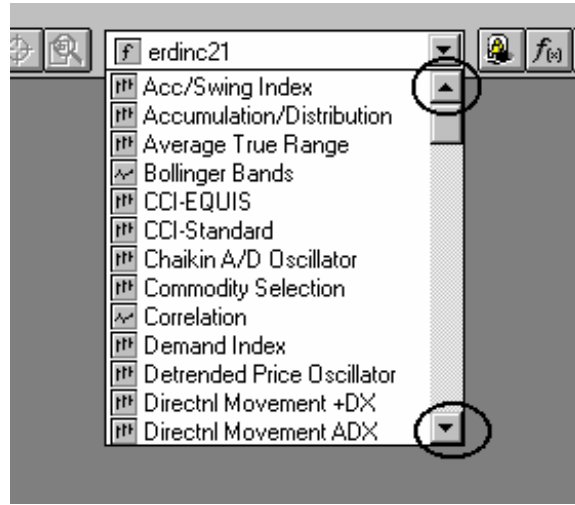 f erdinc21 f(x)
Acc/Swing Index
Accumulation/Distribution
Average True Range
Bollinger Bands
CCI-EQUIS
CCI-Standard
Chaikin A/D Oscillator
Commodity Selection
Correlation
Demand Index
Detrended Price Oscillator
Directnl Movement +DX
Directnl Movement ADX